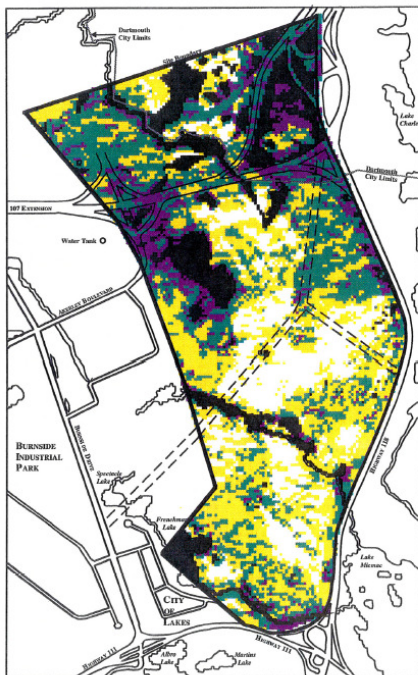 Dartmouth
City Limits
Site Boundary
Lake
Charles
Dartmouth
City Limits
107 EXTENSION
Water Tank
AKERLEY BOULEVARD
BURNSIDE
INDUSTRIAL
PARK
BURNSIDE DRIVE
HIGHWAY 118
Spectacle
Lake
Frenchman
Lake
Lake
Micmac
CITY
OF
LAKES
HIGHWAY 111
HIGHWAY 111
Albro
Lake
Martins
Lake